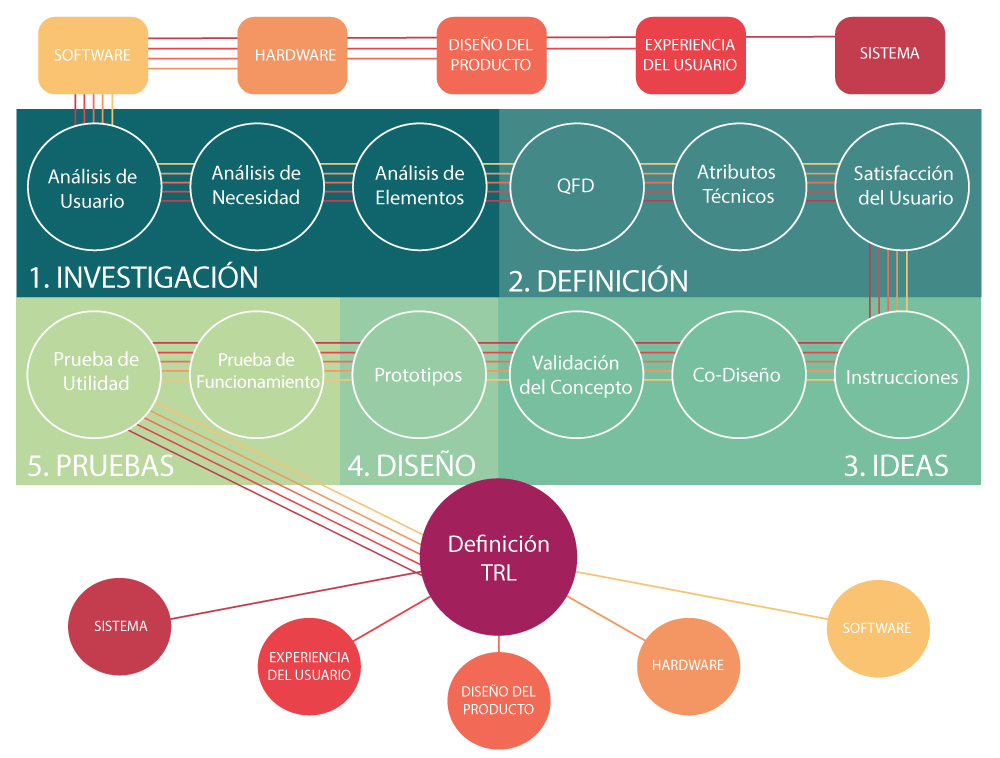 SOFTWARE
HARDWARE
DISEÑO DEL
PRODUCTO
EXPERIENCIA
DEL USUARIO
SISTEMA
Análisis de
Usuario
Análisis de
Necesidad
Análisis de
Elementos
QFD
Atributos
Técnicos
Satisfacción
del Usuario
1. INVESTIGACIÓN
2. DEFINICIÓN
Prueba de
Utilidad
Prueba de
Funcionamiento
Prototipos
Validación
del Concepto
Co-Diseño
Instrucciones
5. PRUEBAS
4. DISEÑO
3. IDEAS
Definición
TRL
SISTEMA
EXPERIENCIA
DEL USUARIO
DISEÑO DEL
PRODUCTO
HARDWARE
SOFTWARE